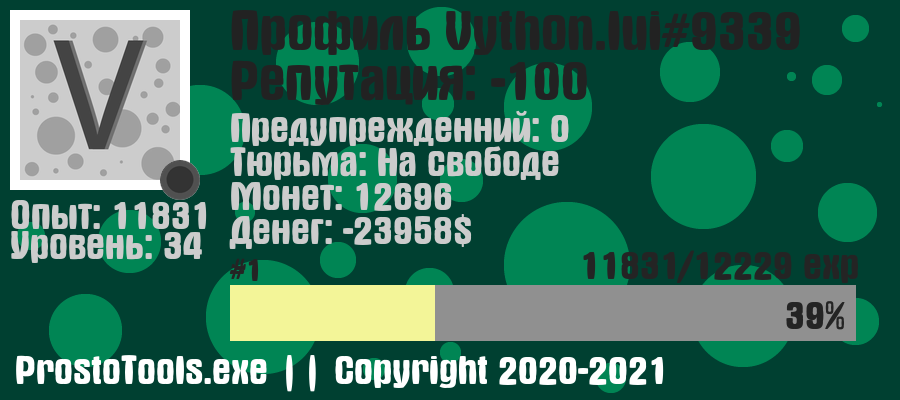 V
Профиль Vython.lui#9339
Репутация: -100
Предупрежденний: 0
Тюрьма: На свободе
Монет: 12696
Денег: -23958$
Опыт: 11831
Уровень: 34
#1 11831/12229 exp
39%
ProstoTools.exe || Copyright 2020-2021